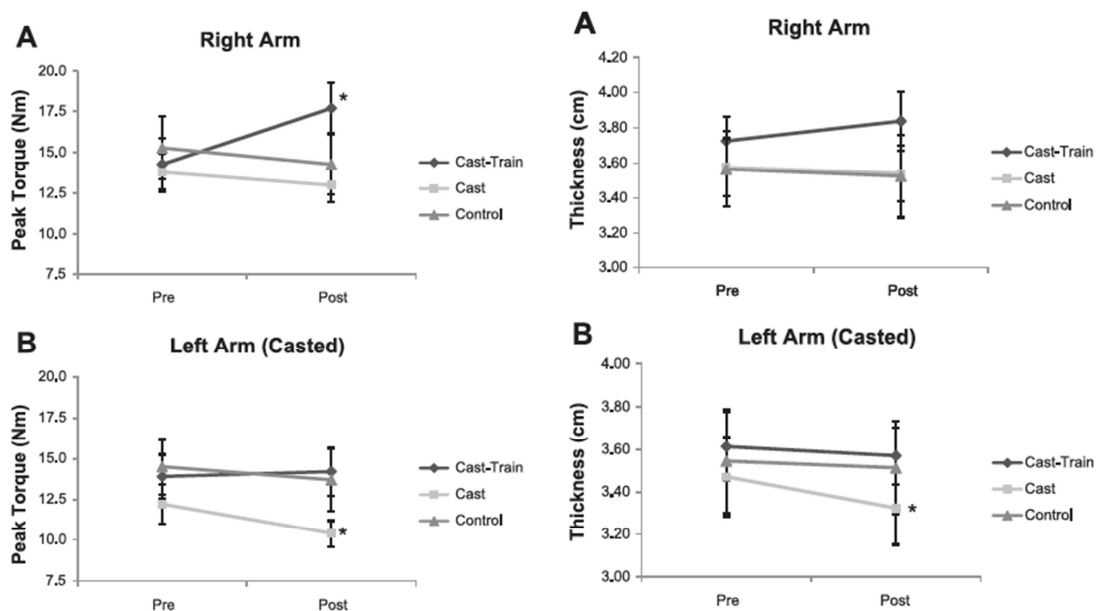 A
Right Arm
Peak Torque (Nm)
20.0
17.5
15.0
12.5
10.0
7.5
*
Pre
Post
Cast-Train
Cast
Control
A
Right Arm
Thickness (cm)
4.20
4.00
3.80
3.60
3.40
3.20
3.00
Pre
Post
Cast-Train
Cast
Control
B
Left Arm (Casted)
Peak Torque (Nm)
20.0
17.5
15.0
12.5
10.0
7.5
*
Pre
Post
Cast-Train
Cast
Control
B
Left Arm (Casted)
Thickness (cm)
4.00
3.80
3.60
3.40
3.20
3.00
*
Pre
Post
Cast-Train
Cast
Control